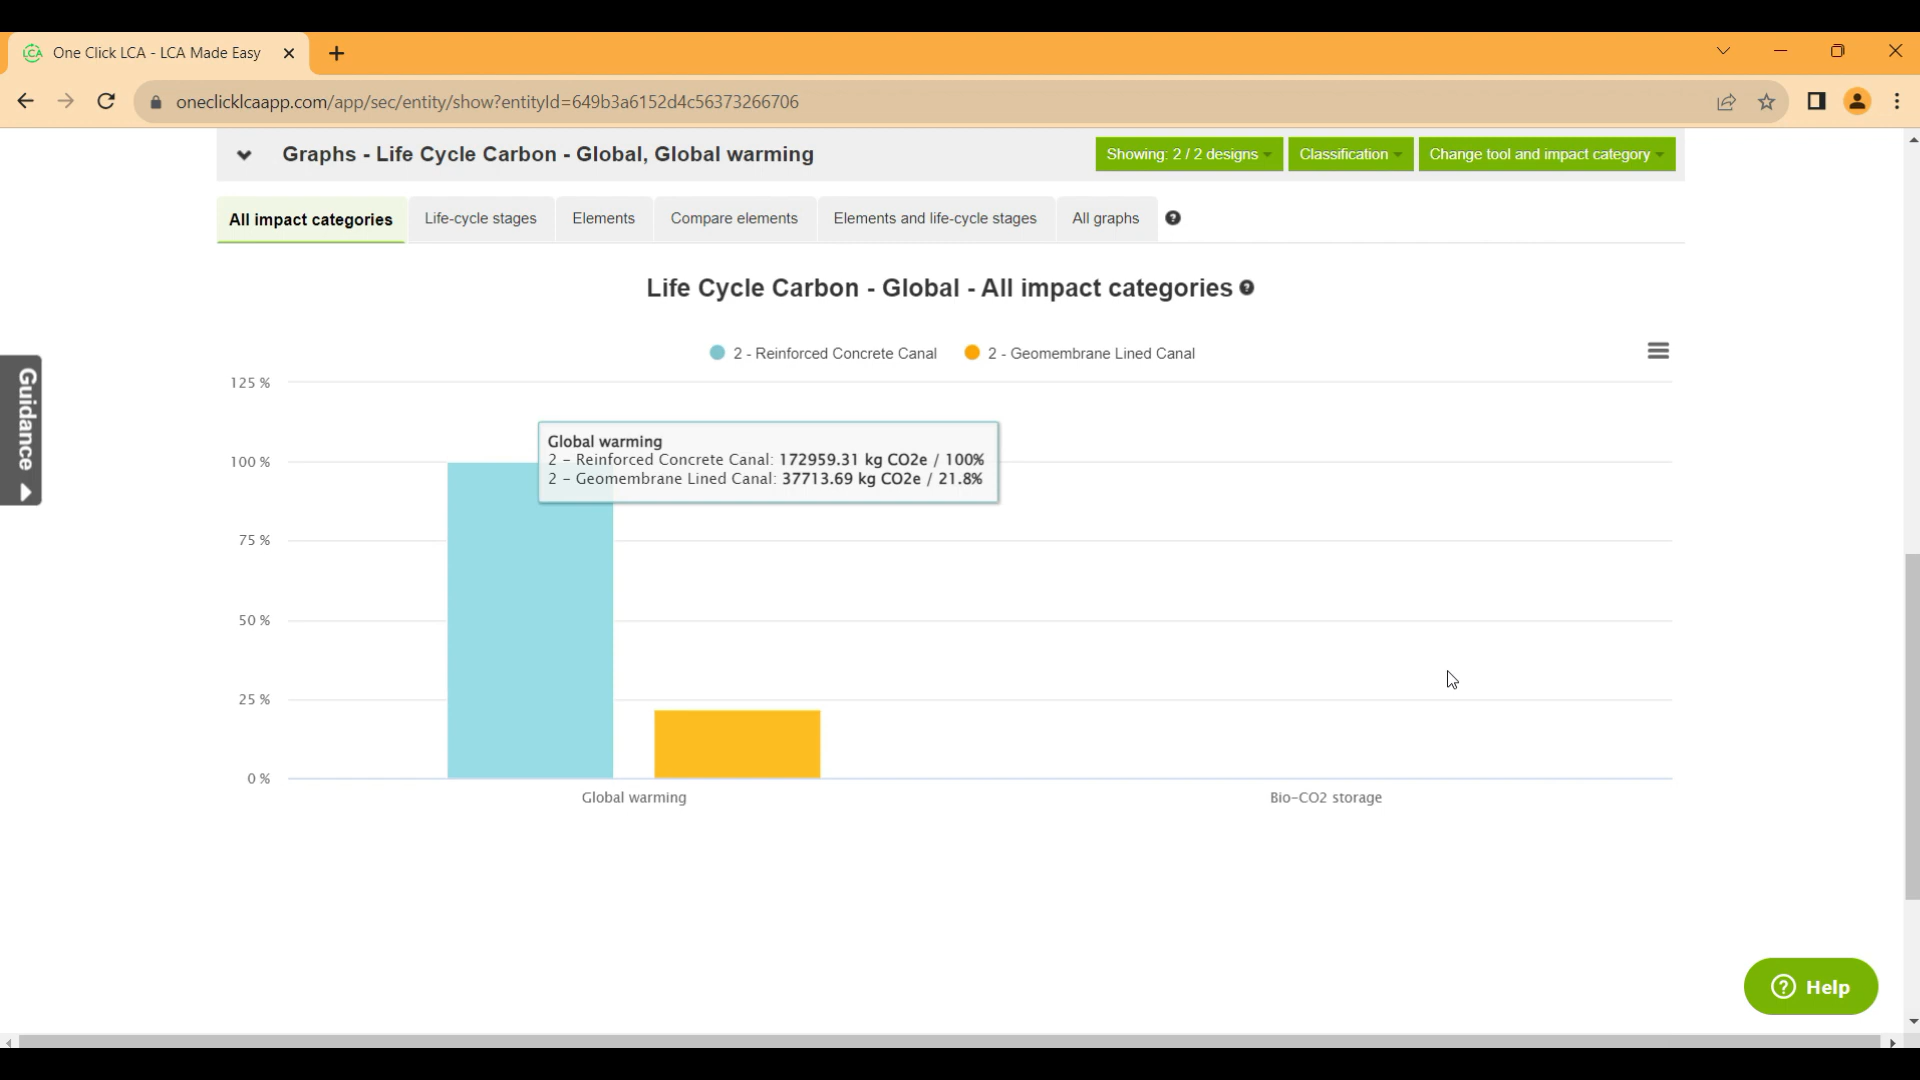 One Click LCA - LCA Made Easy
oneclicklcaapp.com/app/sec/entity/show?entityId=649b3a6152d4c56373266706
Graphs - Life Cycle Carbon - Global, Global warming
Showing: 2 / 2 designs
Classification
Change tool and impact category
All impact categories
Life-cycle stages
Elements
Compare elements
Elements and life-cycle stages
All graphs
Life Cycle Carbon - Global - All impact categories
2 - Reinforced Concrete Canal
2 - Geomembrane Lined Canal
Guidance
125 %
100 %
75 %
50 %
25 %
0 %
Global warming
2 - Reinforced Concrete Canal: 172959.31 kg CO2e / 100%
2 - Geomembrane Lined Canal: 37713.69 kg CO2e / 21.8%
Global warming
Bio-CO2 storage
Help